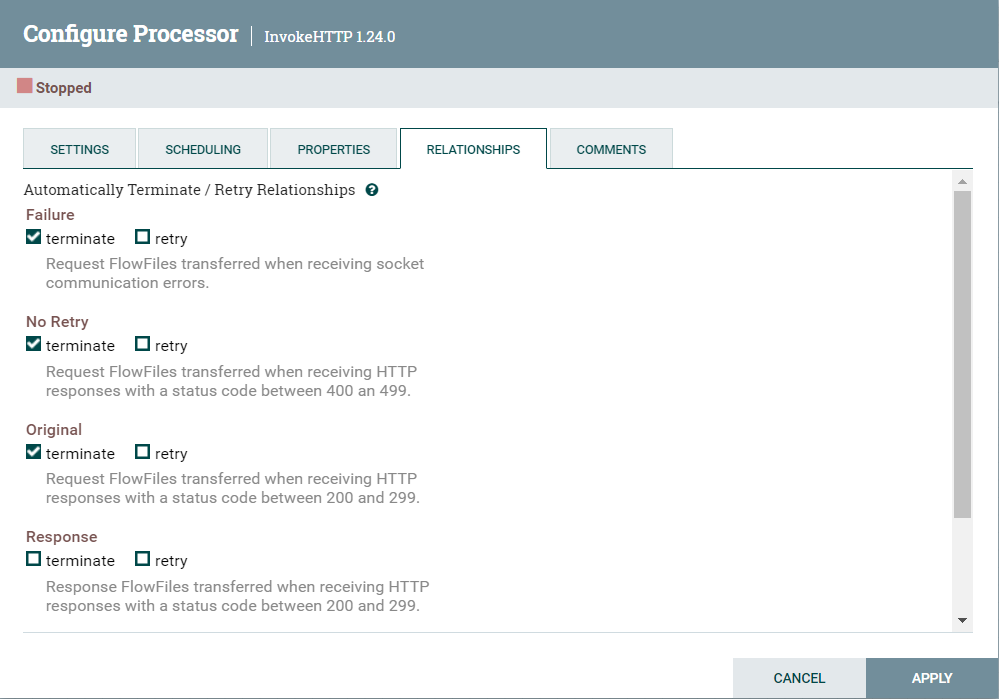 Configure Processor | InvokeHTTP 1.24.0
Stopped
SETTINGS SCHEDULING PROPERTIES RELATIONSHIPS COMMENTS
Automatically Terminate / Retry Relationships ?
Failure
terminate retry
Request FlowFiles transferred when receiving socket
communication errors.
No Retry
terminate retry
Request FlowFiles transferred when receiving HTTP
responses with a status code between 400 an 499.
Original
terminate retry
Request FlowFiles transferred when receiving HTTP
responses with a status code between 200 and 299.
Response
terminate retry
Response FlowFiles transferred when receiving HTTP
responses with a status code between 200 and 299.
CANCEL APPLY